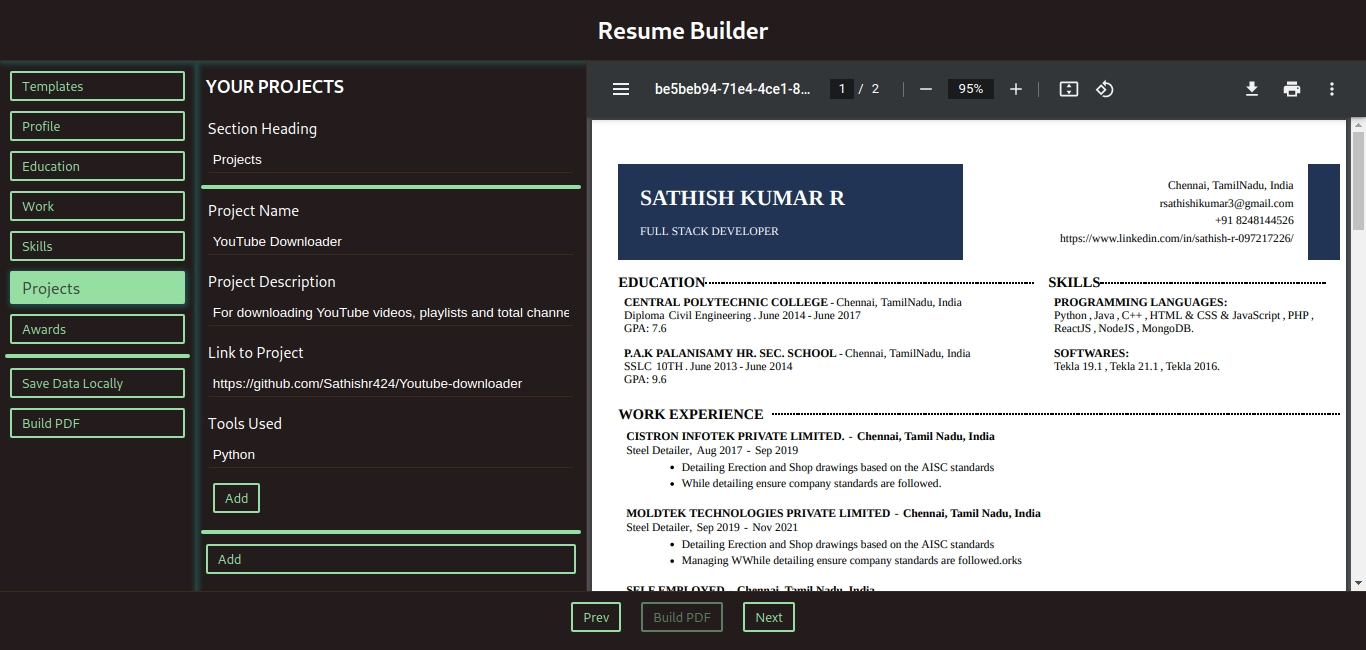 Resume Builder
Templates
Profile
Education
Work
Skills
Projects
Awards
Save Data Locally
Build PDF
YOUR PROJECTS
Section Heading
Projects
Project Name
YouTube Downloader
Project Description
For downloading YouTube videos, playlists and total channe
Link to Project
https://github.com/Sathishr424/Youtube-downloader
Tools Used
Python
Add
Add
be5beb94-71e4-4ce1-8...
1 / 2
95%
SATHISH KUMAR R
FULL STACK DEVELOPER
Chennai, TamilNadu, India
rsathishikumar3@gmail.com
+91 8248144526
https://www.linkedin.com/in/sathish-r-097217226/
EDUCATION
CENTRAL POLYTECHNIC COLLEGE - Chennai, TamilNadu, India
Diploma Civil Engineering . June 2014 - June 2017
GPA: 7.6
P.A.K PALANISAMY HR. SEC. SCHOOL - Chennai, TamilNadu, India
SSLC 10TH . June 2013 - June 2014
GPA: 9.6
SKILLS
PROGRAMMING LANGUAGES:
Python , Java , C++ , HTML & CSS & JavaScript , PHP ,
ReactJS , NodeJS , MongoDB.
SOFTWARES:
Tekla 19.1 , Tekla 21.1 , Tekla 2016.
WORK EXPERIENCE
CISTRON INFOTEK PRIVATE LIMITED. - Chennai, Tamil Nadu, India
Steel Detailer, Aug 2017 - Sep 2019
• Detailing Erection and Shop drawings based on the AISC standards
• While detailing ensure company standards are followed.
MOLDTEK TECHNOLOGIES PRIVATE LIMITED - Chennai, Tamil Nadu, India
Steel Detailer, Sep 2019 - Nov 2021
• Detailing Erection and Shop drawings based on the AISC standards
• Managing WWhile detailing ensure company standards are followed.orks
SELF EMPLOYED - Chennai, Tamil Nadu, India
Prev
Build PDF
Next